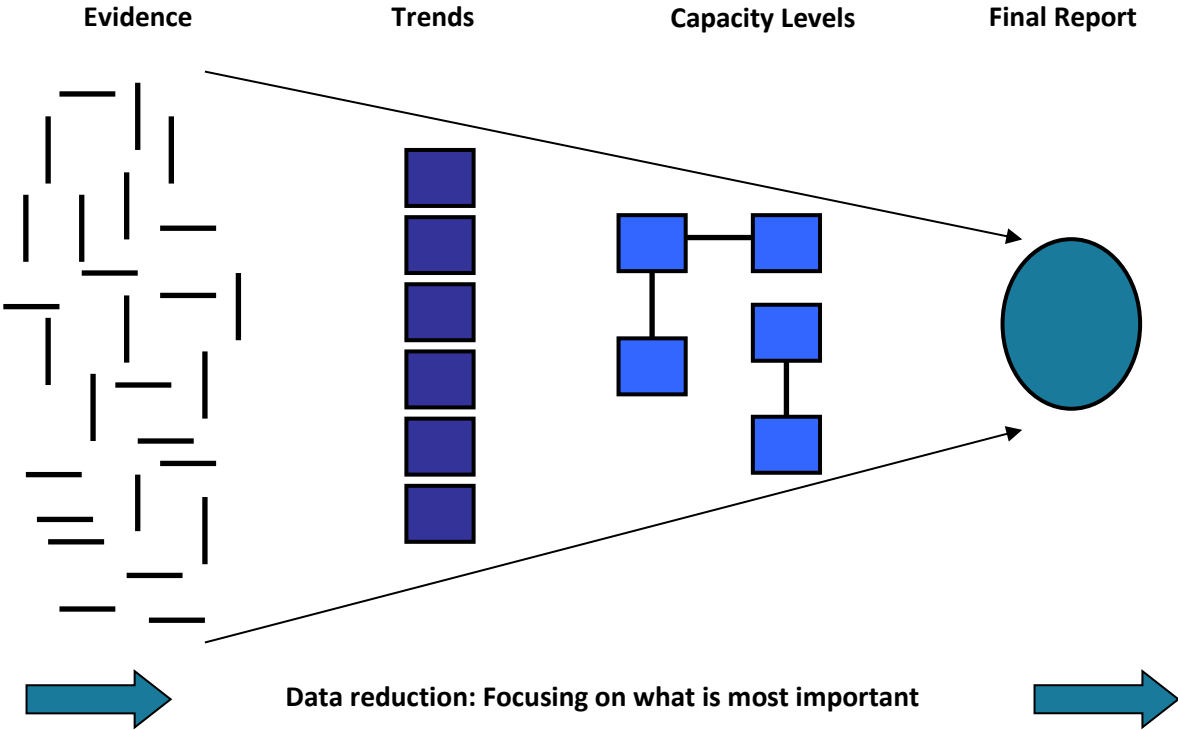 Evidence
Trends
Capacity Levels
Final Report
Data reduction: Focusing on what is most important